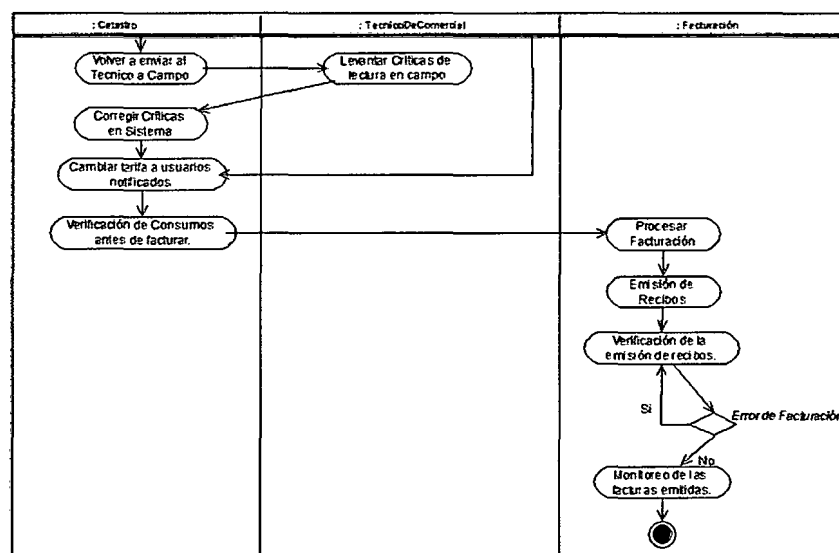 : Catastro
: TecnicoDeComercial
: Facturación
Volver a enviar al
Tecnico a Campo
Levantar Críticas de
lectura en campo
Corregir Críticas
en Sistema
Cambiar tarifa a usuarios
notificados
Verificación de Consumos
antes de facturar.
Procesar
Facturación
Emisión de
Recibos
Verificación de la
emisión de recibos.
Si
Error de Facturación
No
Monitoreo de las
facturas emitidas.